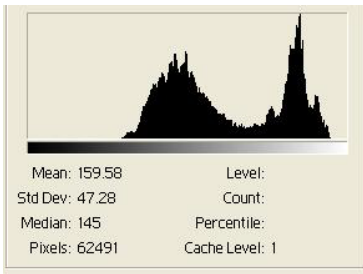 Mean: 159.58 Level:
Std Dev: 47.28 Count:
Median: 145 Percentile:
Pixels: 62491 Cache Level: 1